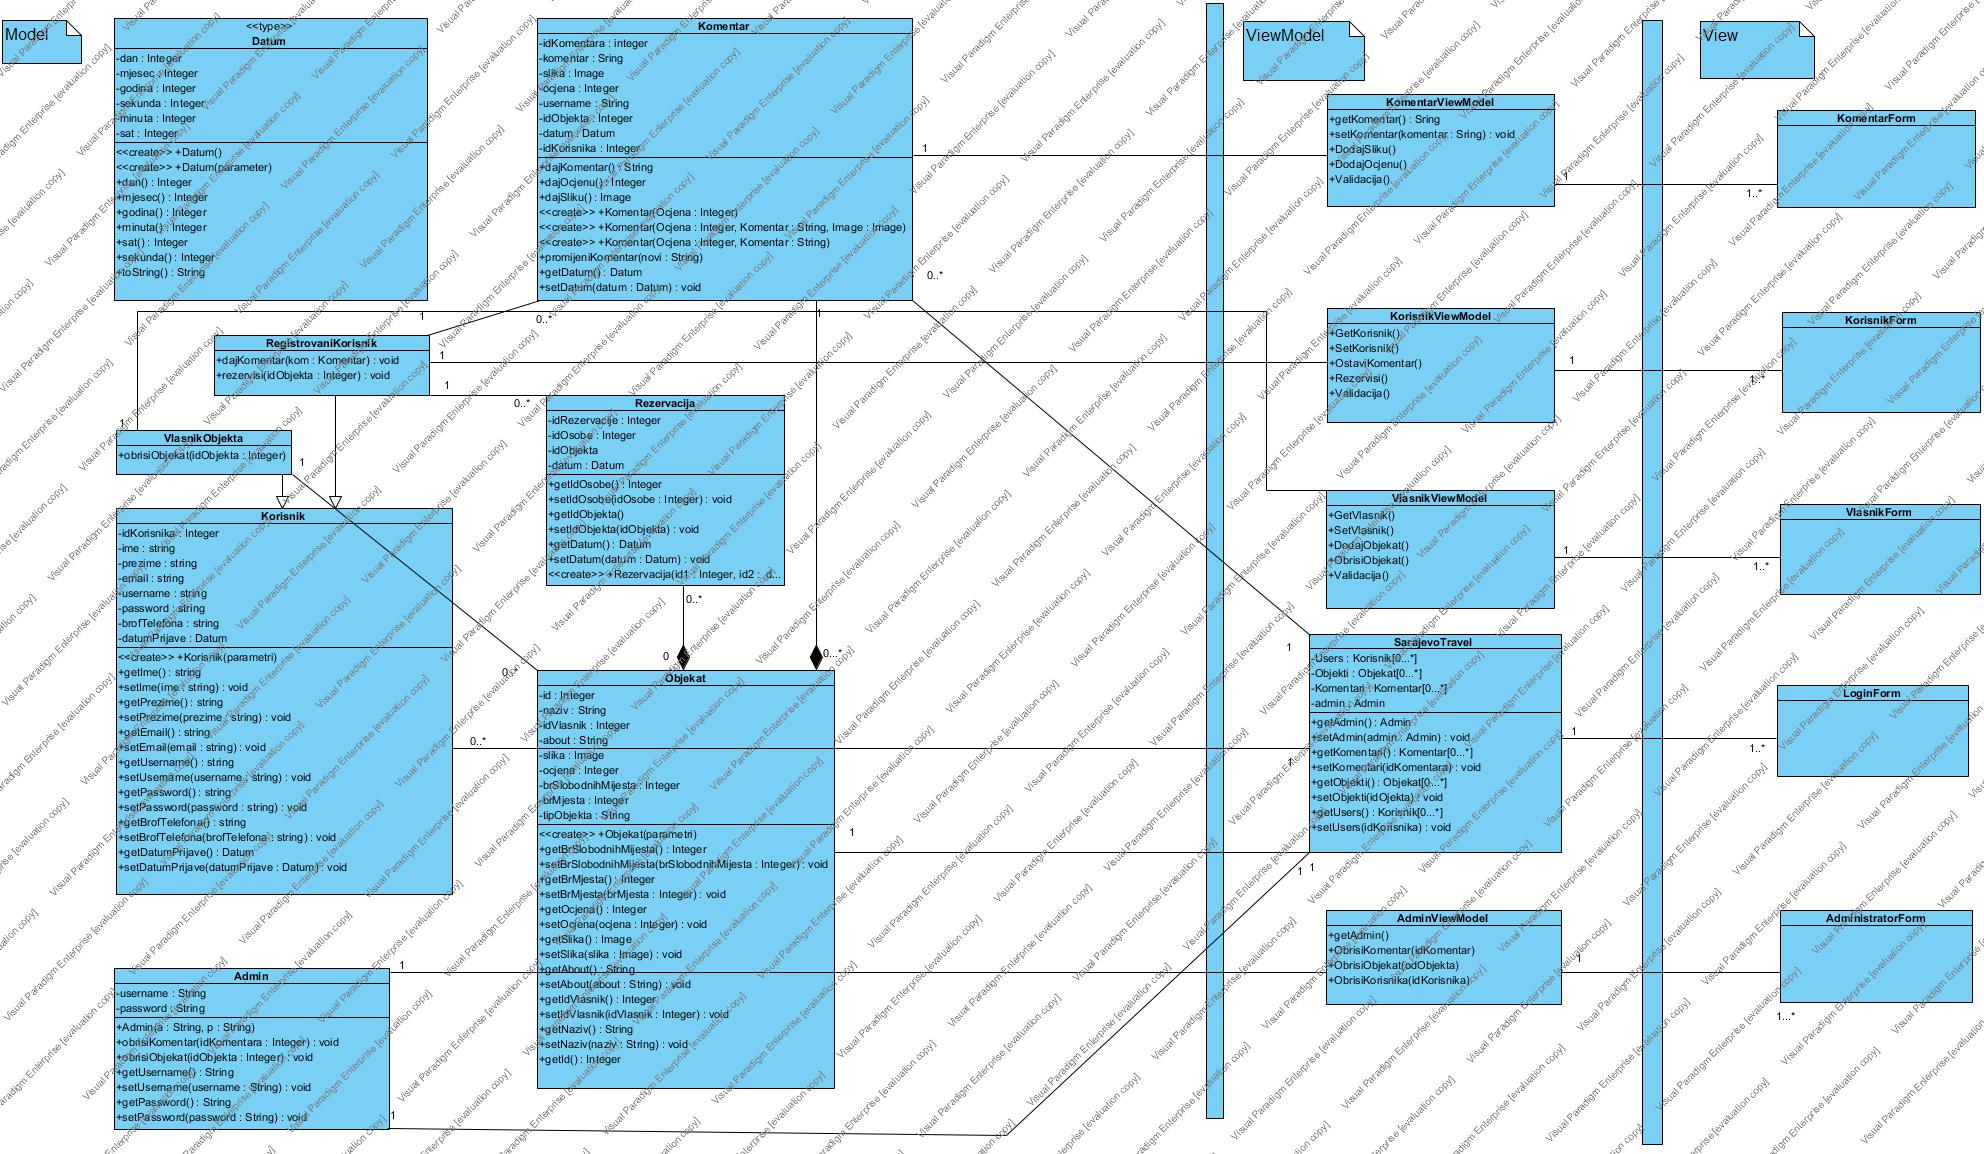 Model
<<type>>
Datum
-dan : Integer
-mjesec : Integer
-godina : Integer
-sekunda : Integer
-minuta : Integer
-sat : Integer
<<create>> +Datum()
<<create>> +Datum(parameter)
+dan() : Integer
+mjesec() : Integer
+godina() : Integer
+minuta() : Integer
+sat() : Integer
+sekunda() : Integer
+toString() : String
Komentar
-idKomentara : integer
-komentar : Sring
-slika : Image
-ocjena : Integer
-username : String
-idObjekta : Integer
-datum : Datum
-idKorisnika : Integer
+dajKomentar() : String
+dajOcjenu() : Integer
+dajSliku() : Image
<<create>> +Komentar(Ocjena : Integer)
<<create>> +Komentar(Ocjena : Integer, Komentar : String, Image : Image)
<<create>> +Komentar(Ocjena : Integer, Komentar : String)
+promijeniKomentar(novi : String)
+getDatum() : Datum
+setDatum(datum : Datum) : void
RegistrovaniKorisnik
+dajKomentar(kom : Komentar) : void
+rezervisi(idObjekta : Integer) : void
VlasnikObjekta
+obrisiObjekat(idObjekta : Integer)
Rezervacija
-idRezervacije : Integer
-idOsobe : Integer
-idObjekta
-datum : Datum
+getIdOsobe() : Integer
+setIdOsobe(idOsobe : Integer) : void
+getIdObjekta()
+setIdObjekta(idObjekta) : void
+getDatum() : Datum
+setDatum(datum : Datum) : void
<<create>> +Rezervacija(id1 : Integer, id2 : d...
Korisnik
-idKorisnika : Integer
-ime : string
-prezime : string
-email : string
-username : string
-password : string
-brofTelefona : string
-datumPrijave : Datum
<<create>> +Korisnik(parametri)
+getIme() : string
+setIme(ime : string) : void
+getPrezime() : string
+setPrezime(prezime : string) : void
+getEmail() : string
+setEmail(email : string) : void
+getUsername() : string
+setUsername(username : string) : void
+getPassword() : string
+setPassword(password : string) : void
+getBrofTelefona() : string
+setBrofTelefona(brofTelefona : string) : void
+getDatumPrijave() : Datum
+setDatumPrijave(datumPrijave : Datum) : void
Objekat
-id : Integer
-naziv : String
-idVlasnik : Integer
-about : String
-slika : Image
-ocjena : Integer
-brSlobodnihMijesta : Integer
-brMjesta : Integer
-tipObjekta : String
<<create>> +Objekat(parametri)
+getBrSlobodnihMijesta() : Integer
+setBrSlobodnihMijesta(brSlobodnihMijesta : Integer) : void
+getBrMjesta() : Integer
+setBrMjesta(brMjesta : Integer) : void
+getOcjena() : Integer
+setOcjena(ocjena : Integer) : void
+getSlika() : Image
+setSlika(slika : Image) : void
+getAbout() : String
+setAbout(about : String) : void
+getIdVlasnik() : Integer
+setIdVlasnik(idVlasnik : Integer) : void
+getNaziv() : String
+setNaziv(naziv : String) : void
+getId() : Integer
Admin
-username : String
-password : String
+Admin(a : String, p : String)
+obrisiKomentar(idKomentara : Integer) : void
+obrisiObjekat(idObjekta : Integer) : void
+getUsername() : String
+setUsername(username : String) : void
+getPassword() : String
+setPassword(password : String) : void
ViewModel
KomentarViewModel
+getKomentar() : Sring
+setKomentar(komentar : Sring) : void
+DodajSliku()
+DodajOcjenu()
+Validacija()
KorisnikViewModel
+GetKorisnik()
+SetKorisnik()
+OstaviKomentar()
+Rezervisi()
+Validacija()
VlasnikViewModel
+GetVlasnik()
+SetVlasnik()
+DodajObjekat()
+ObrisiObjekat()
+Validacija()
SarajevoTravel
-Users : Korisnik[0...*]
-Objekti : Objekat[0...*]
-Komentari : Komentar[0...*]
-admin : Admin
+getAdmin() : Admin
+setAdmin(admin : Admin) : void
+getKomentari() : Komentar[0...*]
+setKomentari(idKomentara) : void
+getObjekti() : Objekat[0...*]
+setObjekti(idOjekta) : void
+getUsers() : Korisnik[0...*]
+setUsers(idKorisnika) : void
AdminViewModel
+getAdmin()
+ObrisiKomentar(idKomentar)
+ObrisiObjekat(odObjekta)
+ObrisiKorisnika(idKorisnika)
View
KomentarForm
KorisnikForm
VlasnikForm
LoginForm
AdministratorForm
1
0..*
1
0..*
1
1
1
0..*
1
1
0..*
0
0...*
0
0..*
1
1
1
1
1
1
1
1
1..*
1
1
1..*
1
1..*
1
1...*
Visual Paradigm Enterprise [evaluation copy]